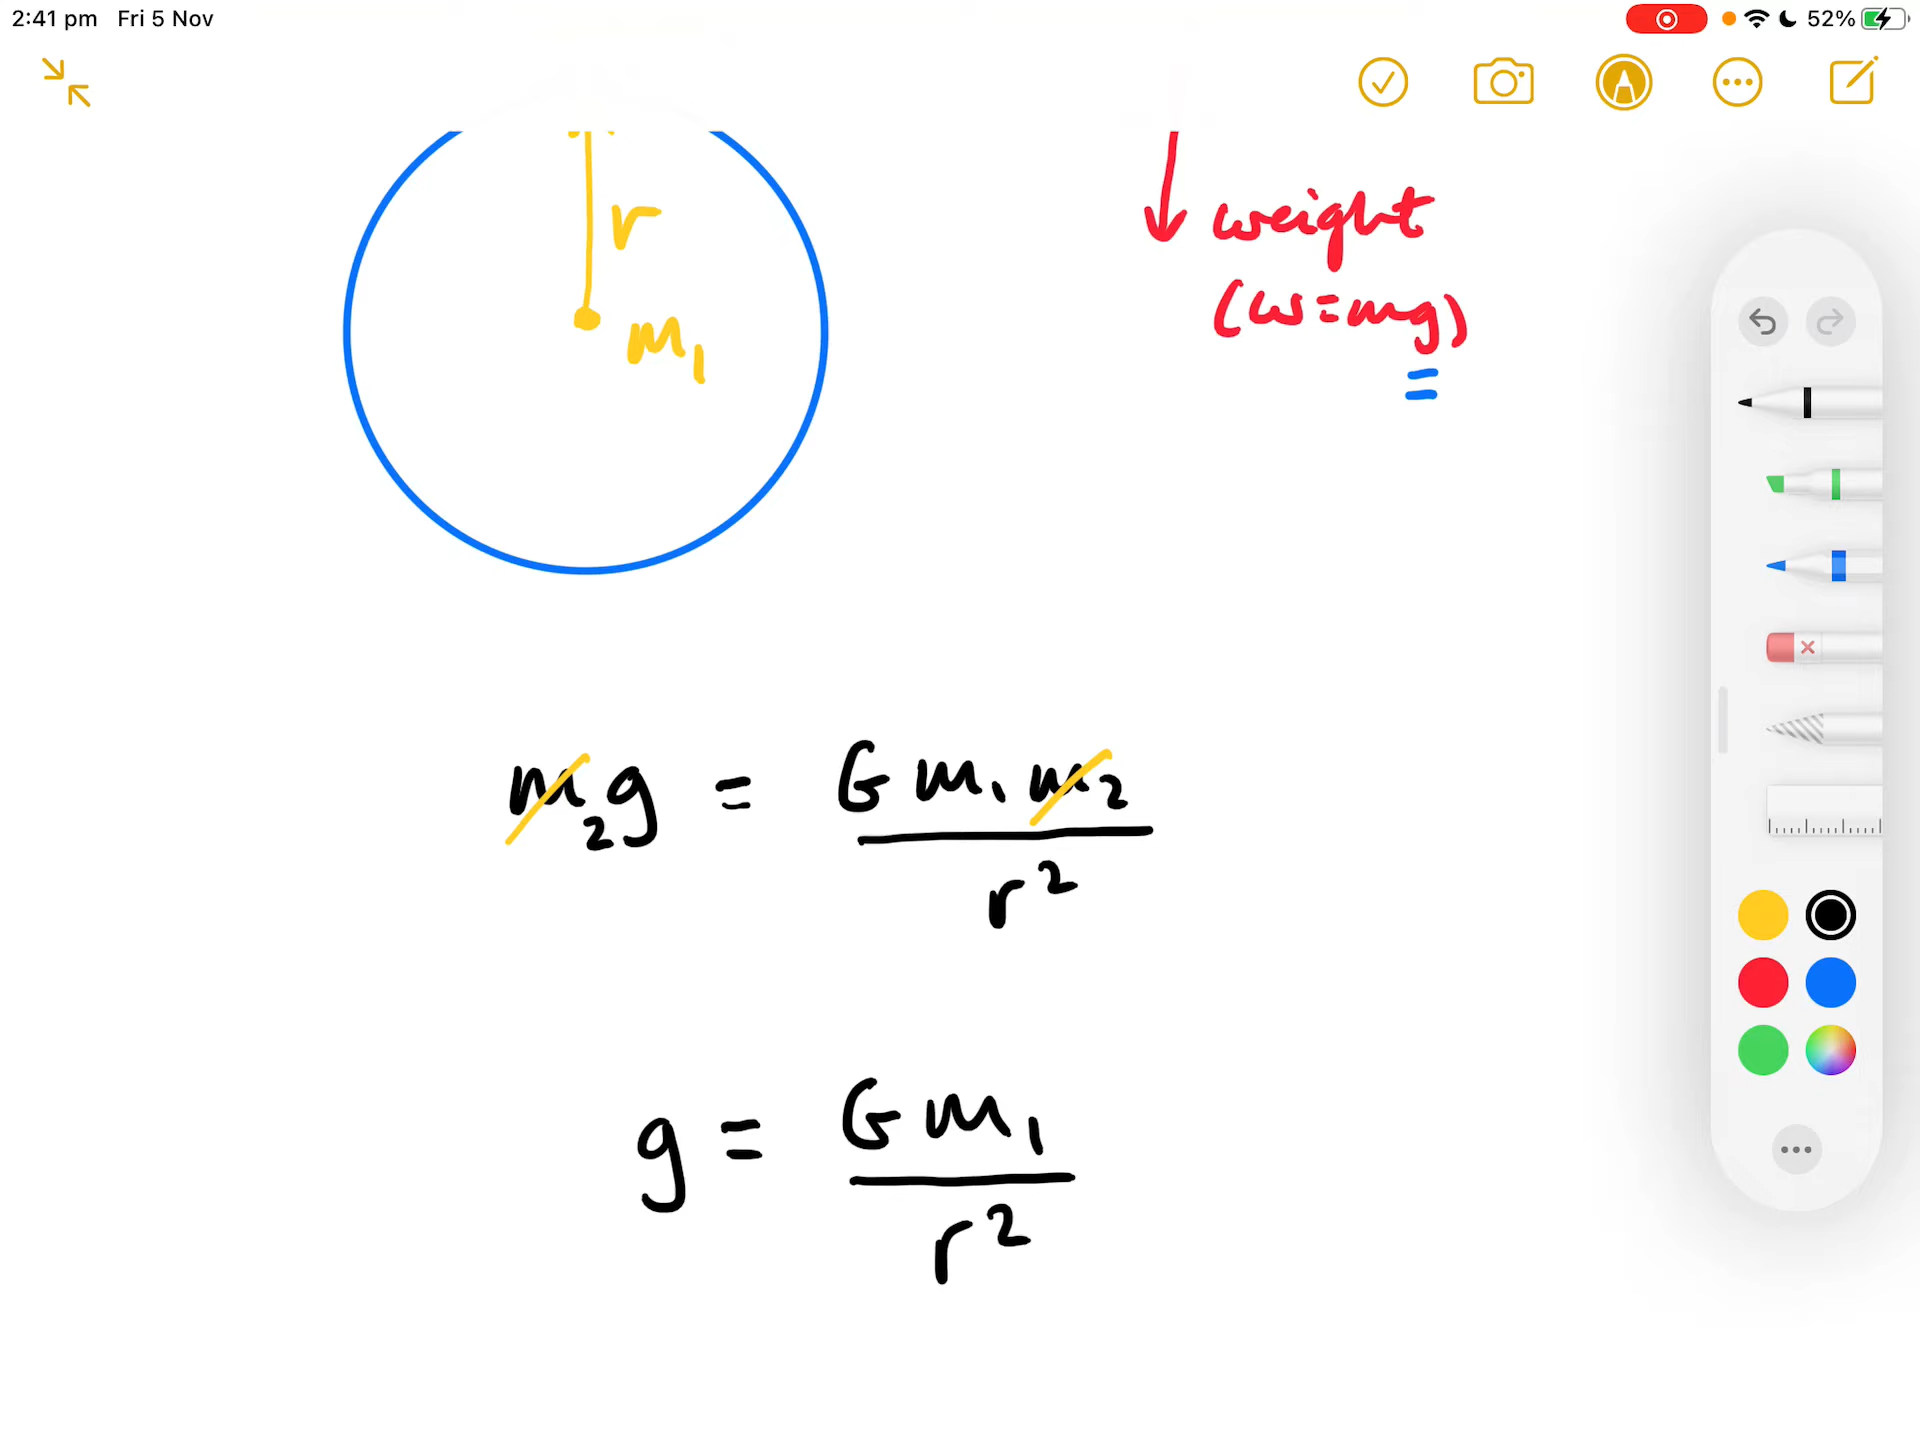 2:41 pm Fri 5 Nov 52%
r
m₁
weight
(w=mg)
=
m₂g = Gm₁m₂
r²
g = Gm₁
r²